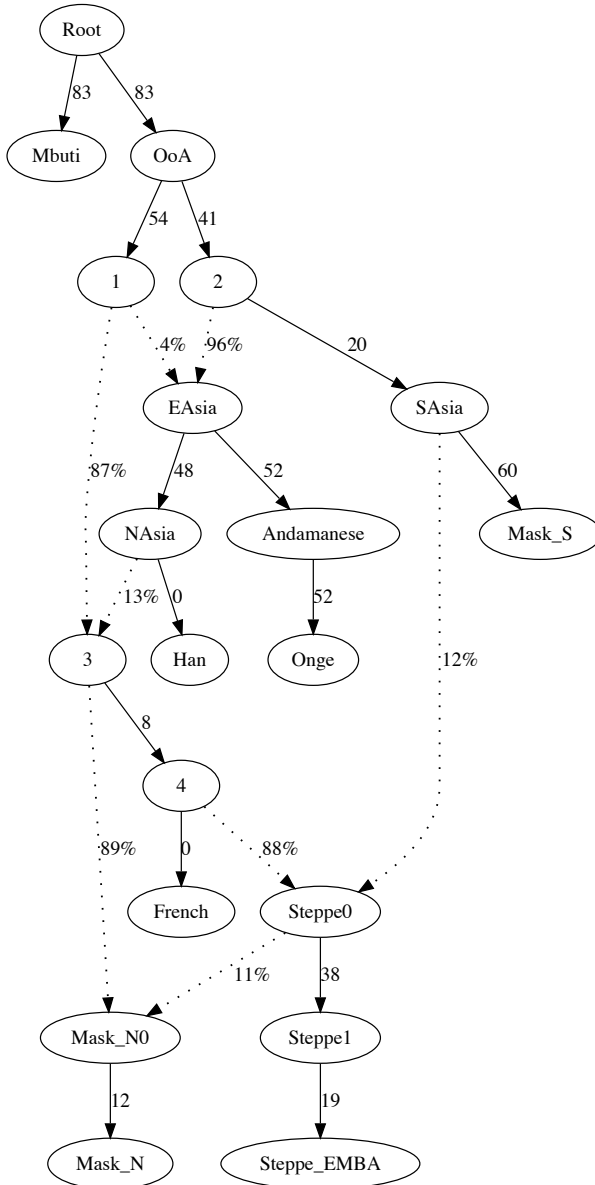 Root
83 83
Mbuti OoA
54 41
1 2
4% 96% 20
EAsia SAsia
87% 48 52 60
NAsia Andamanese Mask_S
13% 0 52 12%
3 Han Onge
8
4
89% 0 88%
French Steppe0
11% 38
Mask_N0 Steppe1
12 19
Mask_N Steppe_EMBA